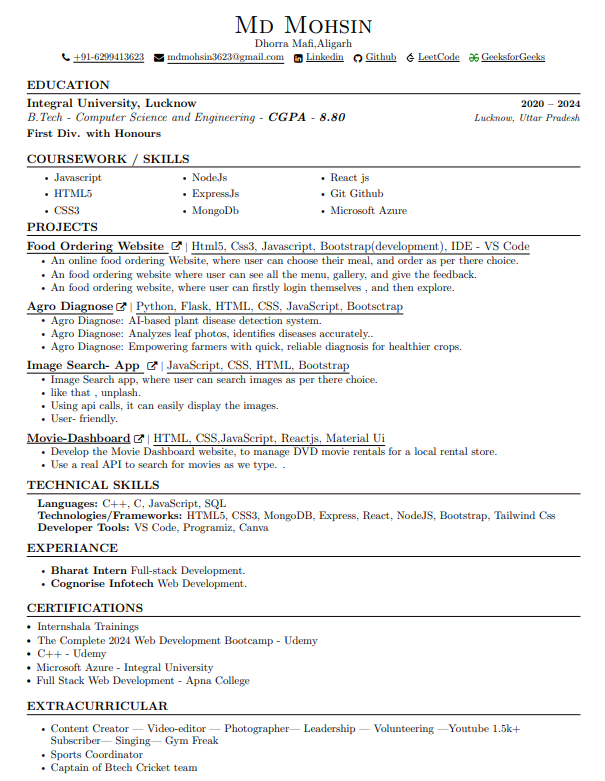 Md Mohsin
Dhorra Mafi,Aligarh
+91-6299413623 mdmohsin3623@gmail.com Linkedin Github LeetCode GeeksforGeeks
EDUCATION
Integral University, Lucknow 2020 – 2024
B.Tech - Computer Science and Engineering - CGPA - 8.80 Lucknow, Uttar Pradesh
First Div. with Honours
COURSEWORK / SKILLS
• Javascript • NodeJs • React js
• HTML5 • ExpressJs • Git Github
• CSS3 • MongoDb • Microsoft Azure
PROJECTS
Food Ordering Website | Html5, Css3, Javascript, Bootstrap(development), IDE - VS Code
• An online food ordering Website, where user can choose their meal, and order as per there choice.
• An food ordering website where user can see all the menu, gallery, and give the feedback.
• An food ordering website, where user can firstly login themselves , and then explore.
Agro Diagnose | Python, Flask, HTML, CSS, JavaScript, Bootsctrap
• Agro Diagnose: AI-based plant disease detection system.
• Agro Diagnose: Analyzes leaf photos, identifies diseases accurately..
• Agro Diagnose: Empowering farmers with quick, reliable diagnosis for healthier crops.
Image Search- App | JavaScript, CSS, HTML, Bootstrap
• Image Search app, where user can search images as per there choice.
• like that , unplash.
• Using api calls, it can easily display the images.
• User- friendly.
Movie-Dashboard | HTML, CSS,JavaScript, Reactjs, Material Ui
• Develop the Movie Dashboard website, to manage DVD movie rentals for a local rental store.
• Use a real API to search for movies as we type. .
TECHNICAL SKILLS
Languages: C++, C, JavaScript, SQL
Technologies/Frameworks: HTML5, CSS3, MongoDB, Express, React, NodeJS, Bootstrap, Tailwind Css
Developer Tools: VS Code, Programiz, Canva
EXPERIANCE
• Bharat Intern Full-stack Development.
• Cognorise Infotech Web Development.
CERTIFICATIONS
• Internshala Trainings
• The Complete 2024 Web Development Bootcamp - Udemy
• C++ - Udemy
• Microsoft Azure - Integral University
• Full Stack Web Development - Apna College
EXTRACURRICULAR
• Content Creator — Video-editor — Photographer— Leadership — Volunteering —Youtube 1.5k+
Subscriber— Singing— Gym Freak
• Sports Coordinator
• Captain of Btech Cricket team